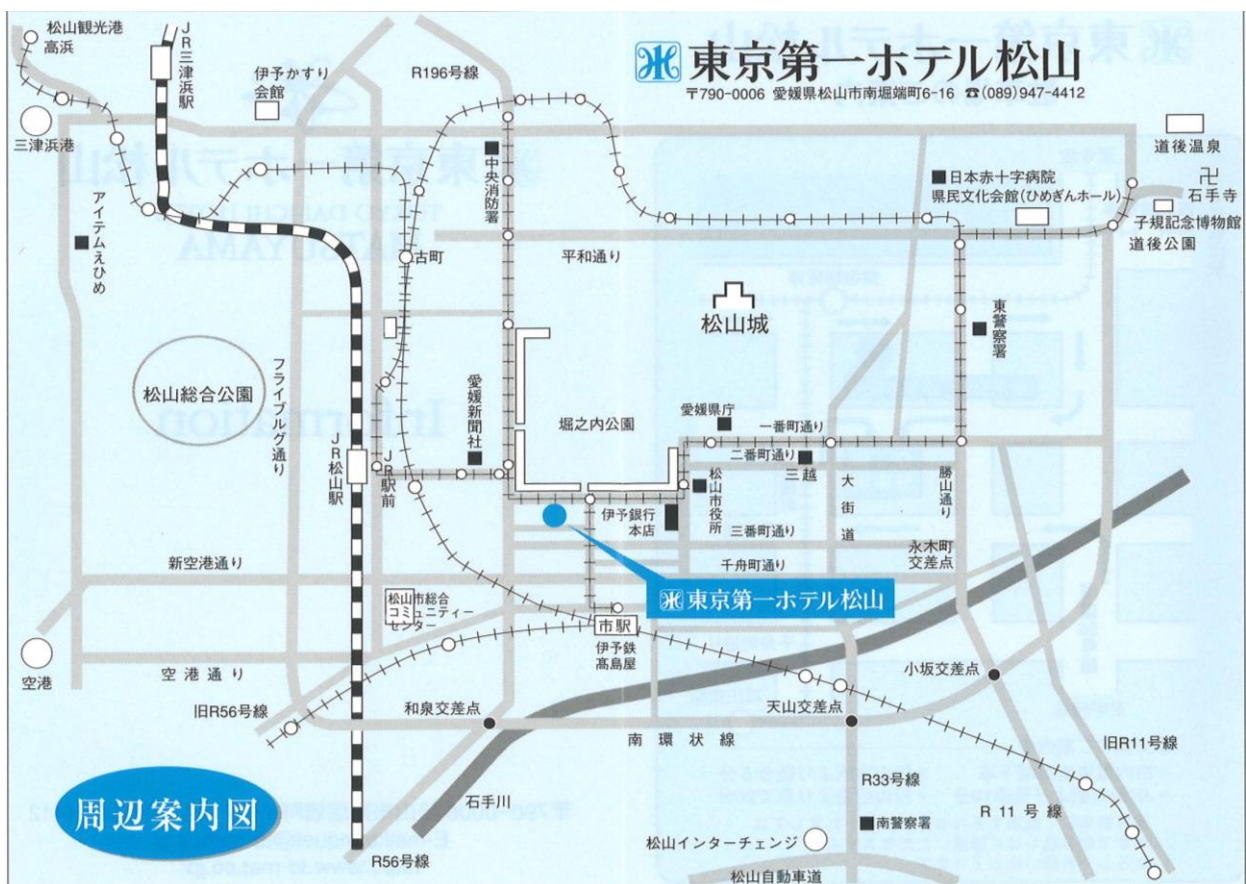 東京第一ホテル松山
〒790-0006 愛媛県松山市南堀端町6-16 ☎(089)947-4412
松山観光港
高浜
JR三津浜駅
伊予かすり
会館
R196号線
三津浜港
アイテムえひめ
中央消防署
道後温泉
日本赤十字病院
県民文化会館(ひめぎんホール)
石手寺
子規記念博物館
道後公園
古町
平和通り
松山城
東警察署
松山総合公園
フライブルグ通り
JR松山駅
JR駅前
愛媛新聞社
堀之内公園
愛媛県庁
一番町通り
二番町通り
三越
松山市役所
大街道
勝山通り
伊予銀行
本店
三番町通り
永木町
交差点
新空港通り
千舟町通り
東京第一ホテル松山
松山市総合
コミュニティー
センター
市駅
伊予鉄
髙島屋
空港
空港通り
旧R56号線
和泉交差点
天山交差点
小坂交差点
南環状線
旧R11号線
石手川
R33号線
R11号線
周辺案内図
南警察署
松山インターチェンジ
R56号線
松山自動車道
TOKYO DAIICHI HOTEL
MATSUYAMA
Information